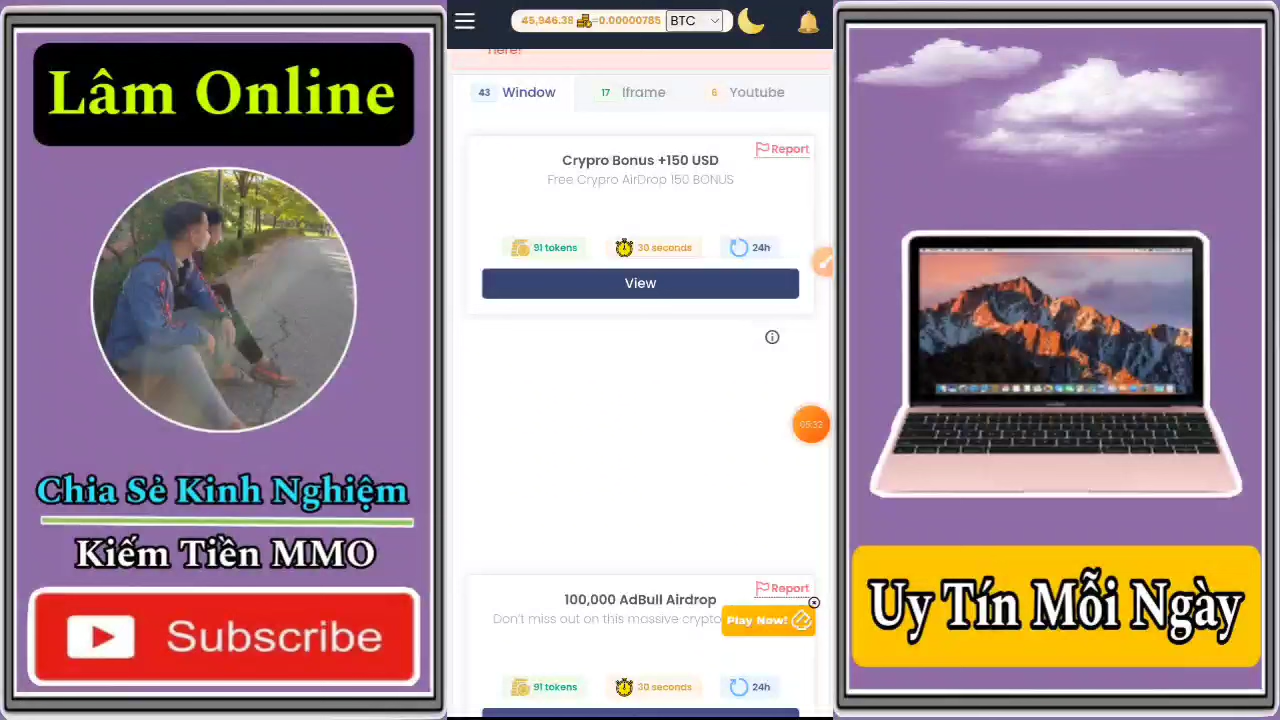 Lâm Online
Chia Sẻ Kinh Nghiệm
Kiếm Tiền MMO
Subscribe
45,946.38 =0.00000785 BTC
here!
43 Window 17 Iframe 6 Youtube
Report
Crypro Bonus +150 USD
Free Crypro AirDrop 150 BONUS
91 tokens 30 seconds 24h
View
05:32
Report
100,000 AdBull Airdrop
Don't miss out on this massive crypto
Play Now!
91 tokens 30 seconds 24h
Uy Tín Mỗi Ngày